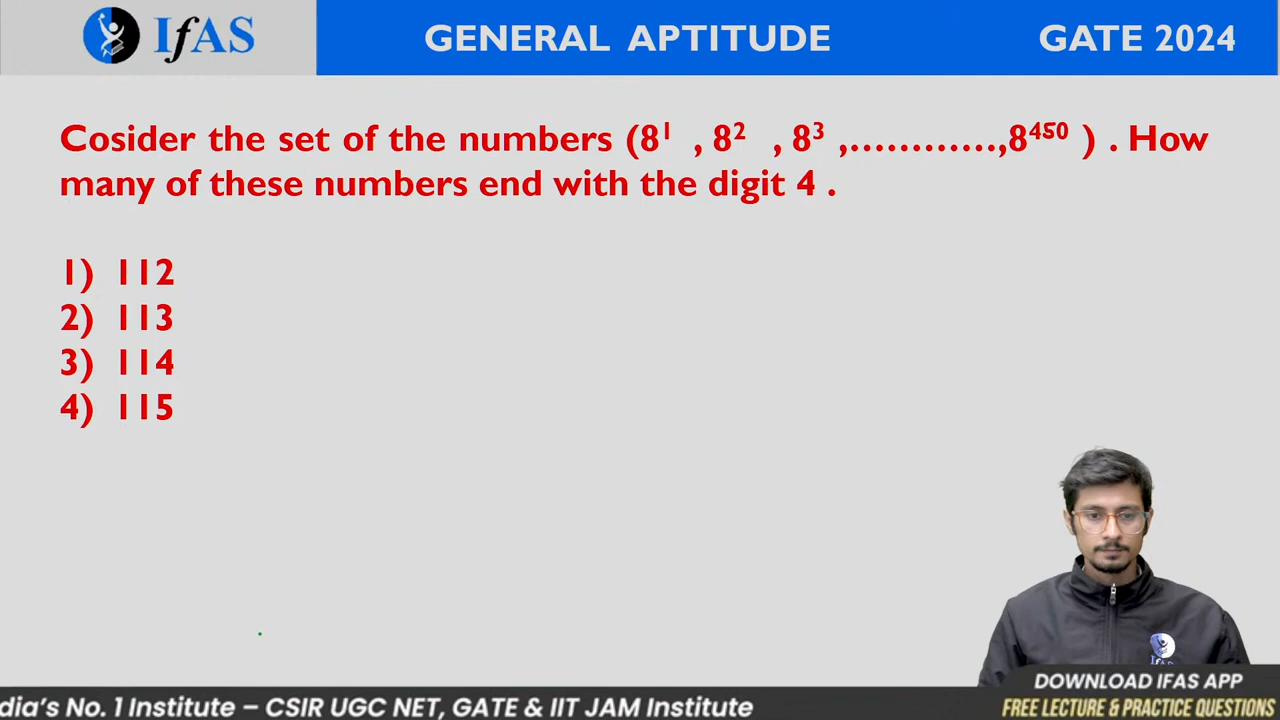 IfAS GENERAL APTITUDE GATE 2024
Cosider the set of the numbers (8¹ , 8² , 8³ ,…………,8⁴⁵⁰ ) . How
many of these numbers end with the digit 4 .
1) 112
2) 113
3) 114
4) 115
IfAS
DOWNLOAD IFAS APP
dia's No. 1 Institute – CSIR UGC NET, GATE & IIT JAM Institute
FREE LECTURE & PRACTICE QUESTIONS